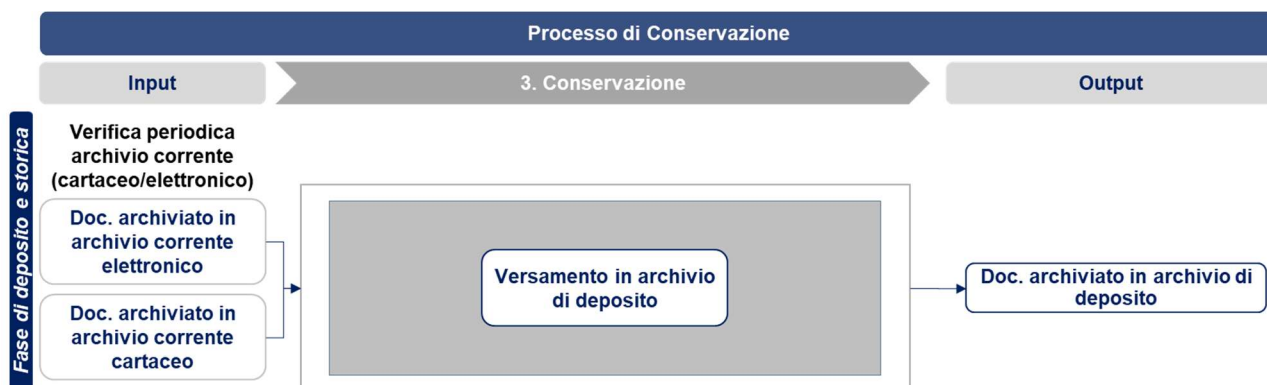 Processo di Conservazione
Input
3. Conservazione
Output
Fase di deposito e storica
Verifica periodica
archivio corrente
(cartaceo/elettronico)
Doc. archiviato in
archivio corrente
elettronico
Doc. archiviato in
archivio corrente
cartaceo
Versamento in archivio
di deposito
Doc. archiviato in archivio di
deposito